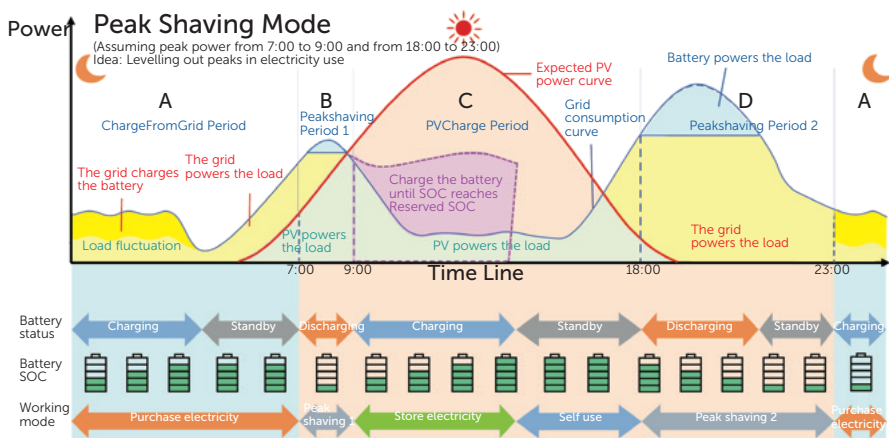 Power
Peak Shaving Mode
(Assuming peak power from 7:00 to 9:00 and from 18:00 to 23:00)
Idea: Levelling out peaks in electricity use
Expected PV
power curve
Battery powers the load
A
B
C
D
A
ChargeFromGrid Period
Peakshaving
Period 1
PVCharge Period
Grid
consumption
curve
Peakshaving Period 2
The grid charges
the battery
The grid
powers the load
Charge the battery
until SOC reaches
Reserved SOC
Load fluctuation
PV powers
the load
PV powers the load
The grid
powers the load
7:00
9:00
Time Line
18:00
23:00
Battery
status
Charging
Standby
Discharging
Charging
Standby
Discharging
Standby
Charging
Battery
SOC
Working
mode
Purchase electricity
Peak
shaving 1
Store electricity
Self use
Peak shaving 2
Purchase
electricity